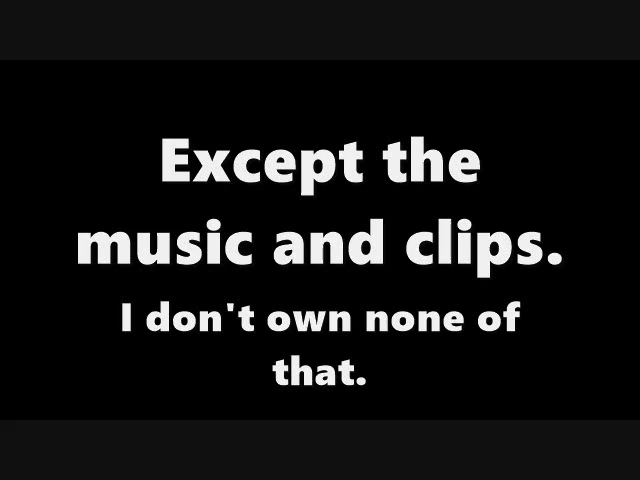 Except the
music and clips.
I don't own none of
that.